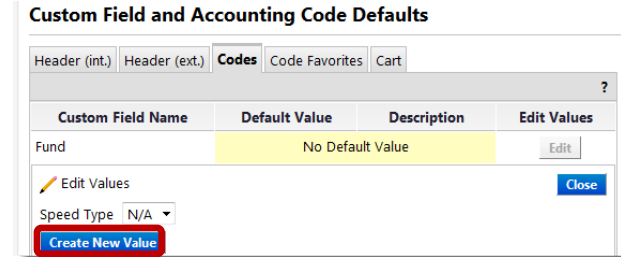 Custom Field and Accounting Code Defaults
Header (int.) Header (ext.) Codes Code Favorites Cart
?
Custom Field Name Default Value Description Edit Values
Fund No Default Value Edit
Edit Values Close
Speed Type N/A
Create New Value